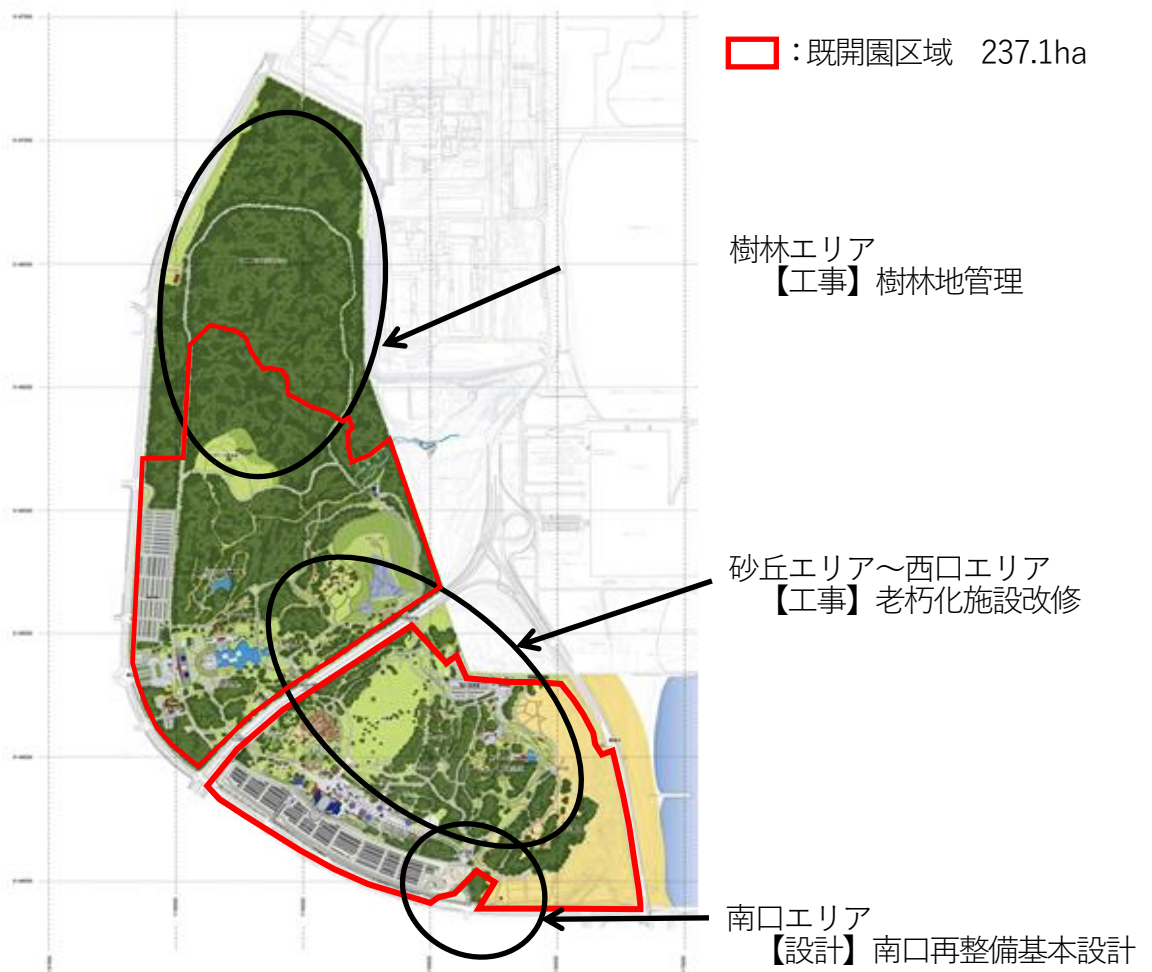 ：既開園区域　237.1ha
樹林エリア
【工事】樹林地管理
砂丘エリア～西口エリア
【工事】老朽化施設改修
南口エリア
【設計】南口再整備基本設計